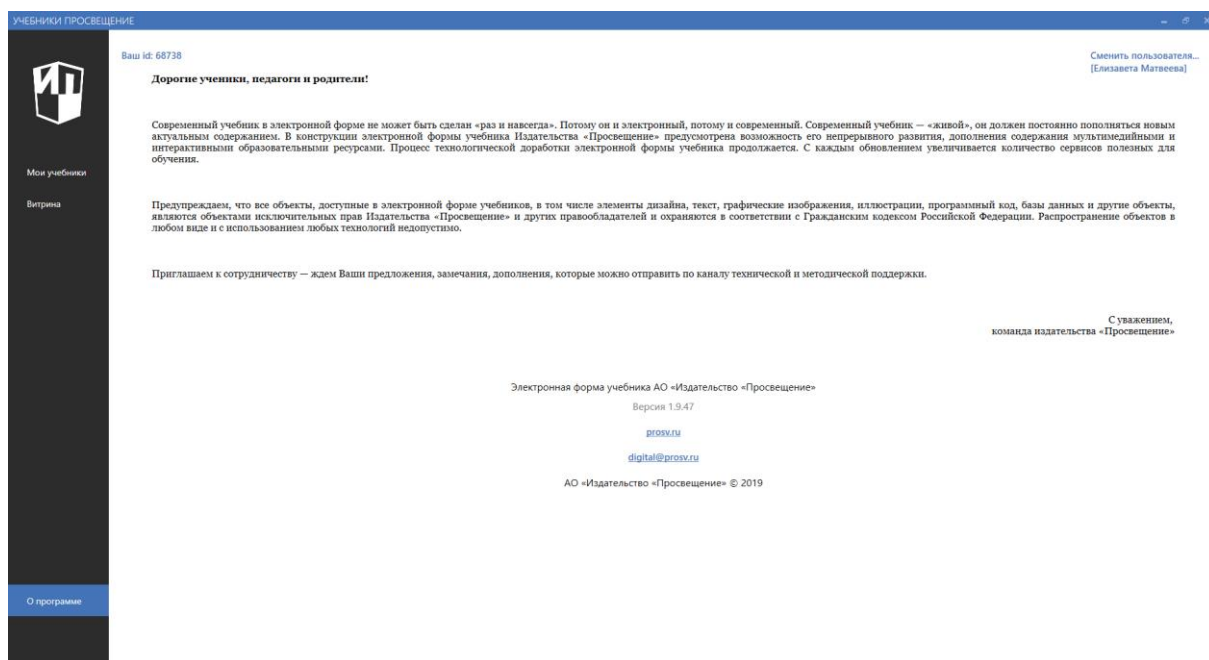 УЧЕБНИКИ ПРОСВЕЩЕНИЕ
Ваш id: 68738
Сменить пользователя...
[Елизавета Матвеева]
ИП
Мои учебники
Витрина
О программе
Дорогие ученики, педагоги и родители!
Современный учебник в электронной форме не может быть сделан «раз и навсегда». Потому он и электронный, потому и современный. Современный учебник — «живой», он должен постоянно пополняться новым
актуальным содержанием. В конструкции электронной формы учебника Издательства «Просвещение» предусмотрена возможность его непрерывного развития, дополнения содержания мультимедийными и
интерактивными образовательными ресурсами. Процесс технологической доработки электронной формы учебника продолжается. С каждым обновлением увеличивается количество сервисов полезных для
обучения.
Предупреждаем, что все объекты, доступные в электронной форме учебников, в том числе элементы дизайна, текст, графические изображения, иллюстрации, программный код, базы данных и другие объекты,
являются объектами исключительных прав Издательства «Просвещение» и других правообладателей и охраняются в соответствии с Гражданским кодексом Российской Федерации. Распространение объектов в
любом виде и с использованием любых технологий недопустимо.
Приглашаем к сотрудничеству — ждем Ваши предложения, замечания, дополнения, которые можно отправить по каналу технической и методической поддержки.
С уважением,
команда издательства «Просвещение»
Электронная форма учебника АО «Издательство «Просвещение»
Версия 1.9.47
prosv.ru
digital@prosv.ru
АО «Издательство «Просвещение» © 2019